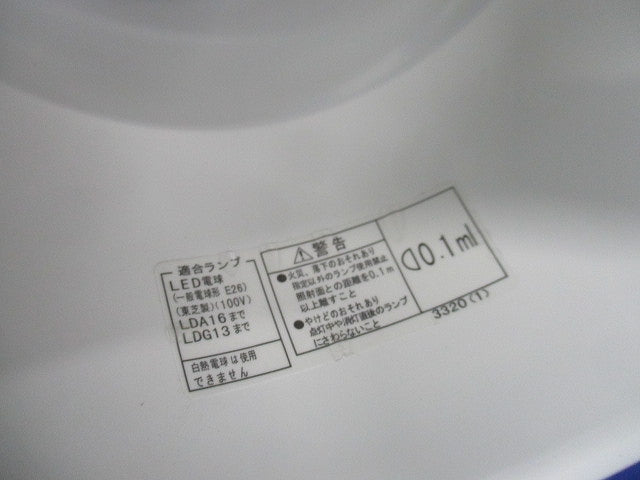 適合ランプ
LED電球
(一般電球形 E26)
(東芝製)(100V)
LDA16まで
LDG13まで
白熱電球は使用
できません
⚠警告
●火災、落下のおそれあり
指定以外のランプ使用禁止
照射面との距離を0.1m
以上離すこと
●やけどのおそれあり
点灯中や消灯直後のランプ
にさわらないこと
0.1m
3320(1)